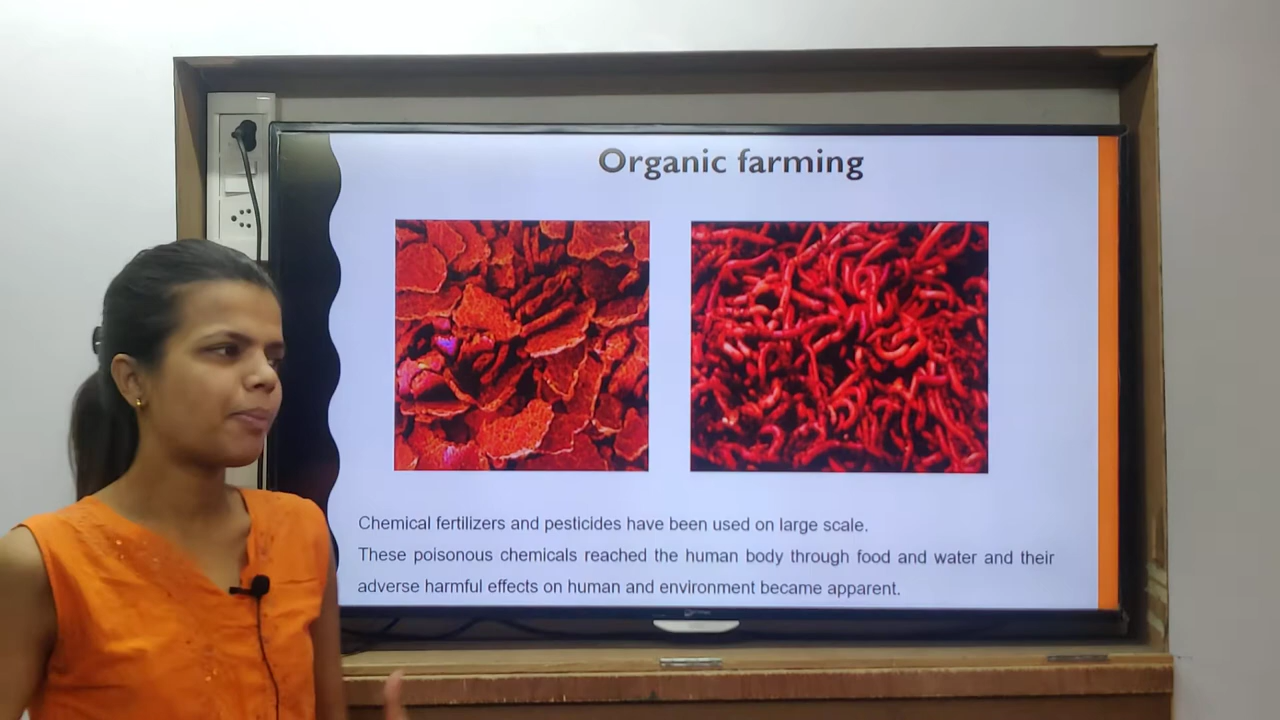 Organic farming
Chemical fertilizers and pesticides have been used on large scale.
These poisonous chemicals reached the human body through food and water and their
adverse harmful effects on human and environment became apparent.